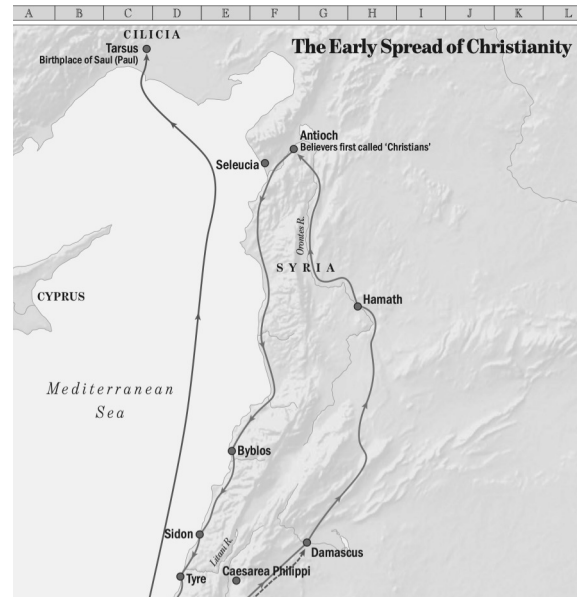 A B C D E F G H I J K L
The Early Spread of Christianity
CILICIA
Tarsus
Birthplace of Saul (Paul)
Antioch
Believers first called 'Christians'
Seleucia
Orontes R.
SYRIA
CYPRUS
Hamath
Mediterranean
Sea
Byblos
Sidon
Litani R.
Damascus
Tyre
Caesarea Philippi